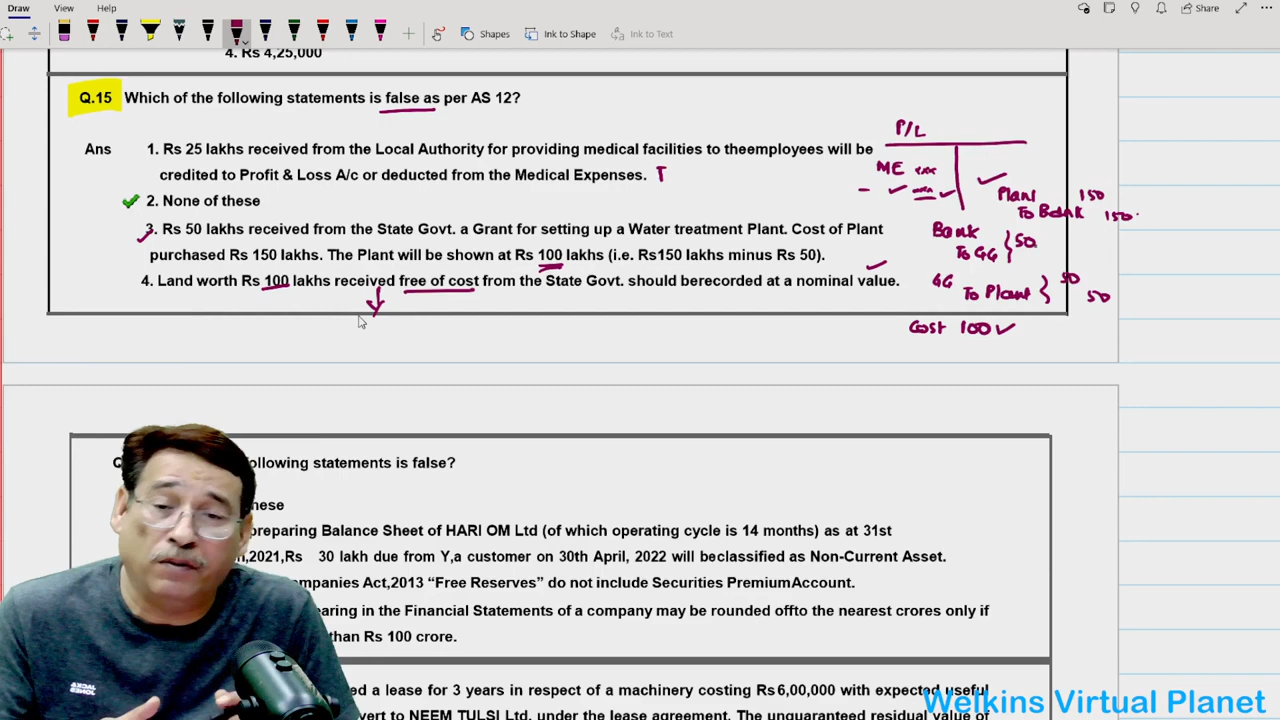 Draw View Help Share
Shapes Ink to Shape Ink to Text
4. Rs 4,25,000
Q.15 Which of the following statements is false as per AS 12?
P/L
Ans 1. Rs 25 lakhs received from the Local Authority for providing medical facilities to theemployees will be
credited to Profit & Loss A/c or deducted from the Medical Expenses. T
ME xxx
Plant 150
To Bank 150
2. None of these
3. Rs 50 lakhs received from the State Govt. a Grant for setting up a Water treatment Plant. Cost of Plant
purchased Rs 150 lakhs. The Plant will be shown at Rs 100 lakhs (i.e. Rs150 lakhs minus Rs 50).
Bank
To GG } 50
4. Land worth Rs 100 lakhs received free of cost from the State Govt. should berecorded at a nominal value.
GG 50
To Plant } 50
Cost 100
ollowing statements is false?
hese
preparing Balance Sheet of HARI OM Ltd (of which operating cycle is 14 months) as at 31st
,2021,Rs 30 lakh due from Y,a customer on 30th April, 2022 will beclassified as Non-Current Asset.
mpanies Act,2013 “Free Reserves” do not include Securities PremiumAccount.
earing in the Financial Statements of a company may be rounded offto the nearest crores only if
than Rs 100 crore.
d a lease for 3 years in respect of a machinery costing Rs 6,00,000 with expected useful
vert to NEEM TULSI Ltd. under the lease agreement. The unguaranteed residual value of
Welkins Virtual Planet